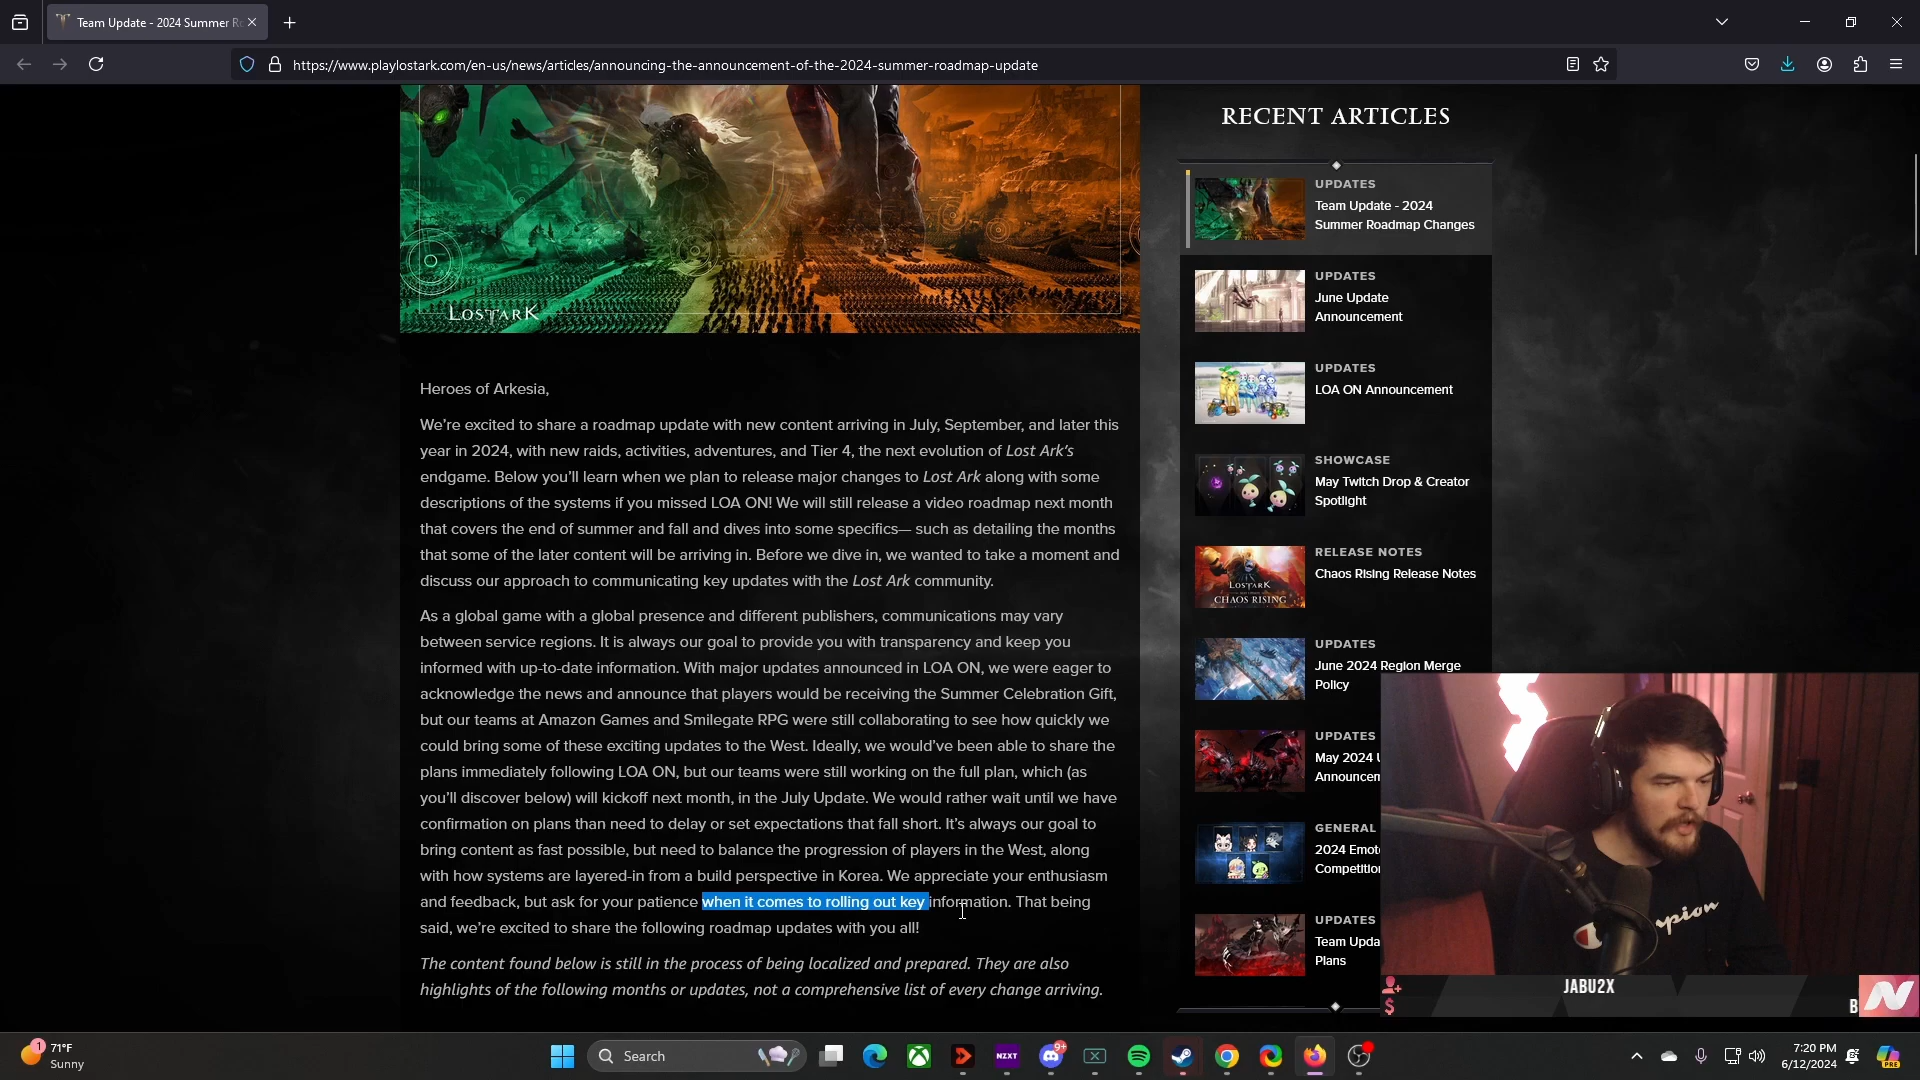 Team Update - 2024 Summer Ro
https://www.playlostark.com/en-us/news/articles/announcing-the-announcement-of-the-2024-summer-roadmap-update
LOST ARK
Heroes of Arkesia,
We’re excited to share a roadmap update with new content arriving in July, September, and later this
year in 2024, with new raids, activities, adventures, and Tier 4, the next evolution of Lost Ark’s
endgame. Below you’ll learn when we plan to release major changes to Lost Ark along with some
descriptions of the systems if you missed LOA ON! We will still release a video roadmap next month
that covers the end of summer and fall and dives into some specifics— such as detailing the months
that some of the later content will be arriving in. Before we dive in, we wanted to take a moment and
discuss our approach to communicating key updates with the Lost Ark community.
As a global game with a global presence and different publishers, communications may vary
between service regions. It is always our goal to provide you with transparency and keep you
informed with up-to-date information. With major updates announced in LOA ON, we were eager to
acknowledge the news and announce that players would be receiving the Summer Celebration Gift,
but our teams at Amazon Games and Smilegate RPG were still collaborating to see how quickly we
could bring some of these exciting updates to the West. Ideally, we would’ve been able to share the
plans immediately following LOA ON, but our teams were still working on the full plan, which (as
you’ll discover below) will kickoff next month, in the July Update. We would rather wait until we have
confirmation on plans than need to delay or set expectations that fall short. It’s always our goal to
bring content as fast possible, but need to balance the progression of players in the West, along
with how systems are layered-in from a build perspective in Korea. We appreciate your enthusiasm
and feedback, but ask for your patience when it comes to rolling out key information. That being
said, we’re excited to share the following roadmap updates with you all!
The content found below is still in the process of being localized and prepared. They are also
highlights of the following months or updates, not a comprehensive list of every change arriving.
RECENT ARTICLES
UPDATES
Team Update - 2024
Summer Roadmap Changes
UPDATES
June Update
Announcement
UPDATES
LOA ON Announcement
SHOWCASE
May Twitch Drop & Creator
Spotlight
RELEASE NOTES
Chaos Rising Release Notes
LOST ARK
CHAOS RISING
UPDATES
June 2024 Region Merge
Policy
UPDATES
May 2024 U
Announcem
GENERAL
2024 Emot
Competitio
UPDATES
Team Upda
Plans
mpion
JABU2X
$
B
1
71°F
Sunny
Search
NZXT
9+
7:20 PM
6/12/2024
PRE